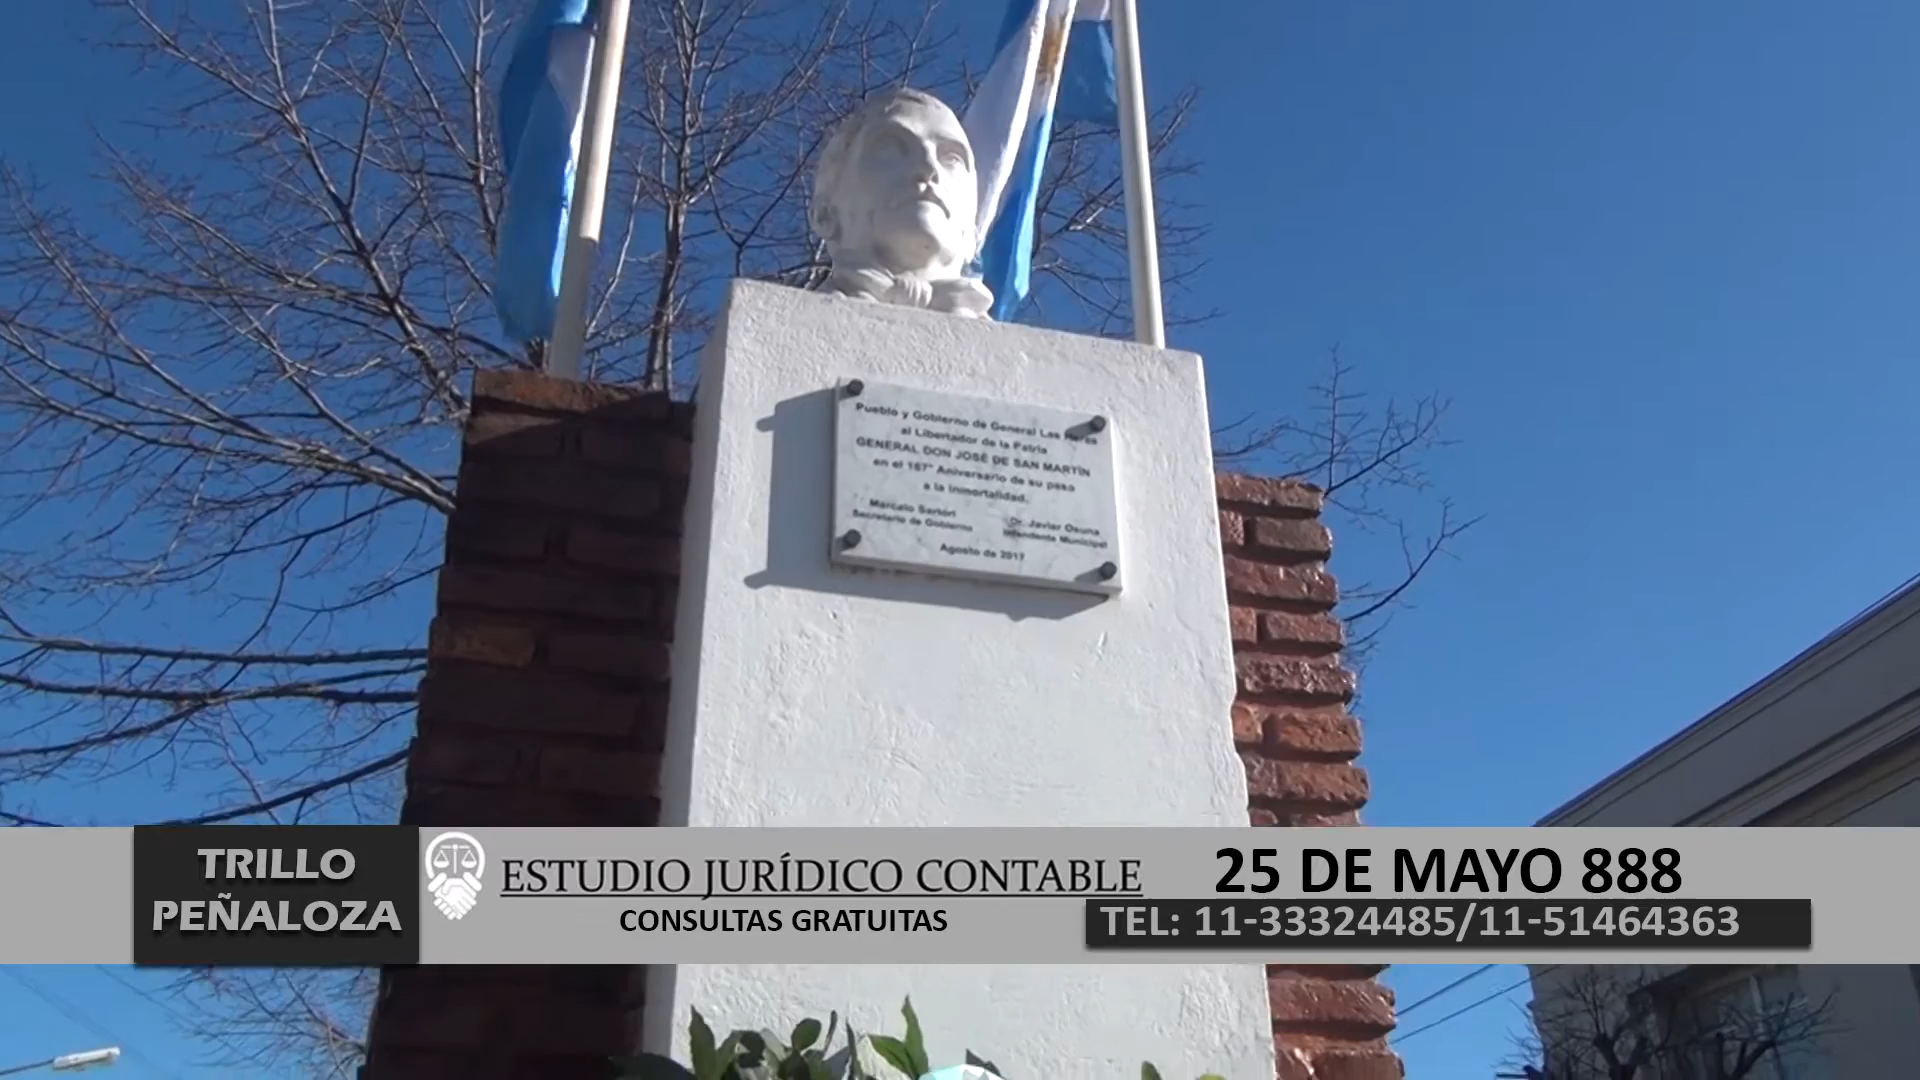 Pueblo y Gobierno de General Las Heras
al Libertador de la Patria
GENERAL DON JOSÉ DE SAN MARTÍN
en el 167° Aniversario de su paso
a la inmortalidad.
Marcelo Sartori
Secretario de Gobierno
Dr. Javier Osuna
Intendente Municipal
Agosto de 2017
TRILLO
PEÑALOZA
ESTUDIO JURÍDICO CONTABLE
CONSULTAS GRATUITAS
25 DE MAYO 888
TEL: 11-33324485/11-51464363